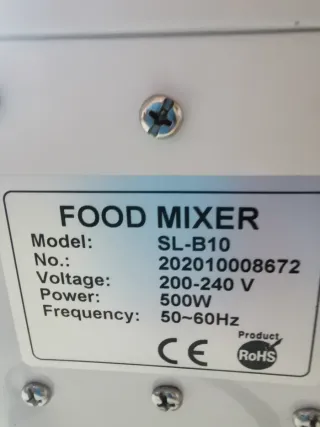 FOOD MIXER
Model: SL-B10
No.: 202010008672
Voltage: 200-240 V
Power: 500W
Frequency: 50~60Hz
CE
Product
RoHS